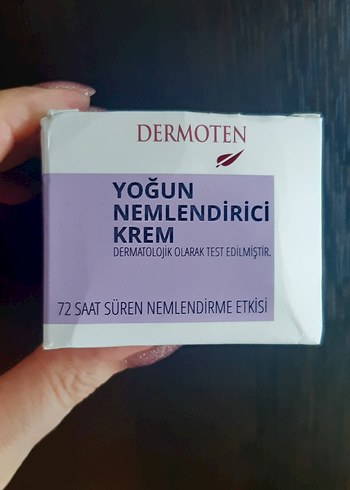 DERMOTEN
YOĞUN
NEMLENDİRİCİ
KREM
DERMATOLOJİK OLARAK TEST EDİLMİŞTİR.
72 SAAT SÜREN NEMLENDİRME ETKİSİ